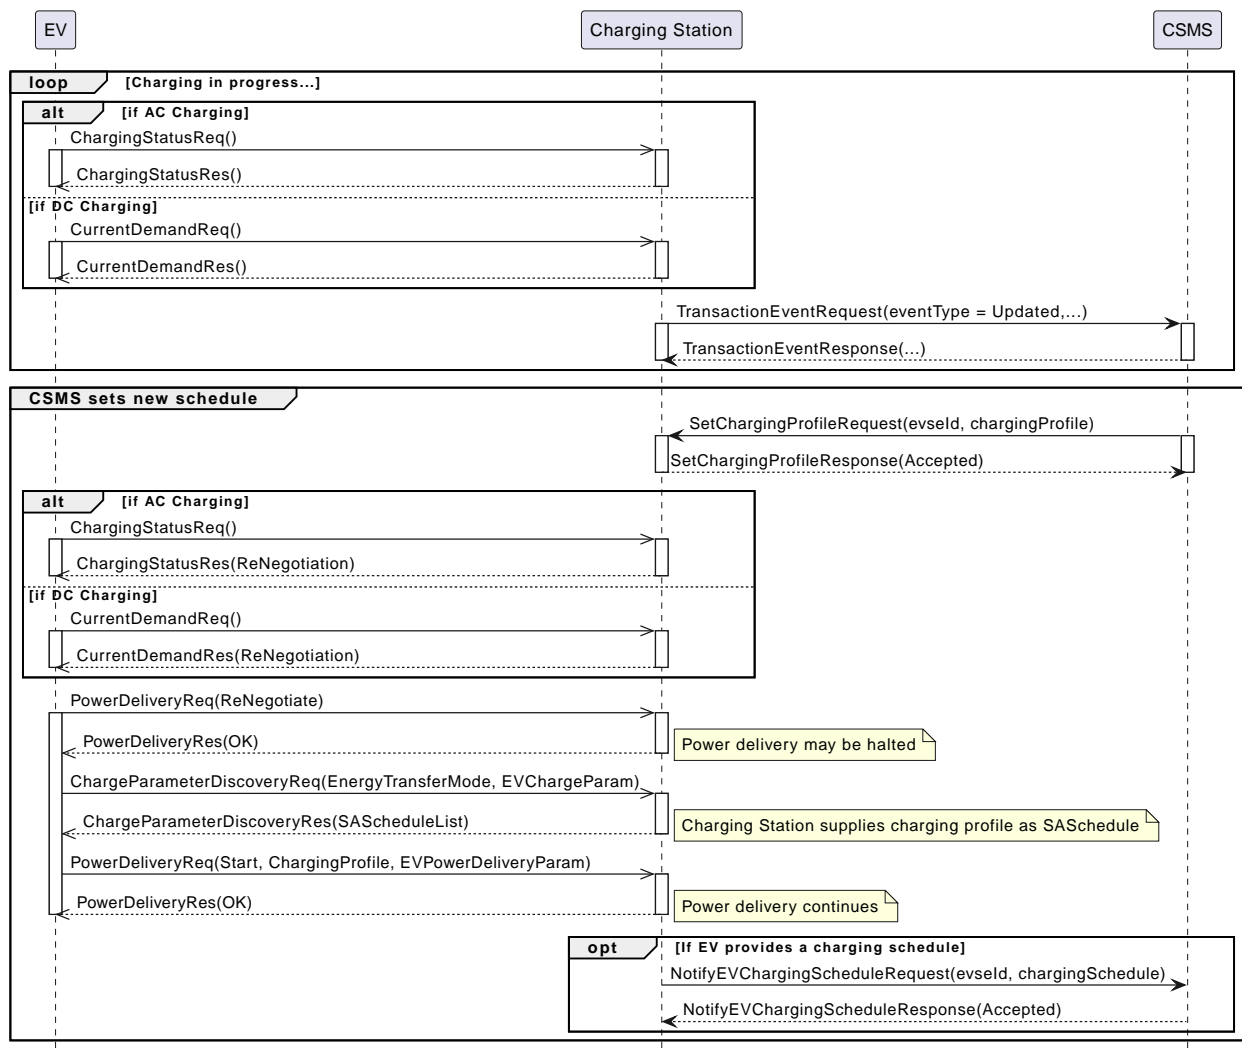 EV
Charging Station
CSMS
loop [Charging in progress...]
alt [if AC Charging]
ChargingStatusReq()
ChargingStatusRes()
[if DC Charging]
CurrentDemandReq()
CurrentDemandRes()
TransactionEventRequest(eventType = Updated,...)
TransactionEventResponse(...)
CSMS sets new schedule
SetChargingProfileRequest(evseId, chargingProfile)
SetChargingProfileResponse(Accepted)
alt [if AC Charging]
ChargingStatusReq()
ChargingStatusRes(ReNegotiation)
[if DC Charging]
CurrentDemandReq()
CurrentDemandRes(ReNegotiation)
PowerDeliveryReq(ReNegotiate)
PowerDeliveryRes(OK)
Power delivery may be halted
ChargeParameterDiscoveryReq(EnergyTransferMode, EVChargeParam)
ChargeParameterDiscoveryRes(SAScheduleList)
Charging Station supplies charging profile as SASchedule
PowerDeliveryReq(Start, ChargingProfile, EVPowerDeliveryParam)
PowerDeliveryRes(OK)
Power delivery continues
opt [If EV provides a charging schedule]
NotifyEVChargingScheduleRequest(evseId, chargingSchedule)
NotifyEVChargingScheduleResponse(Accepted)